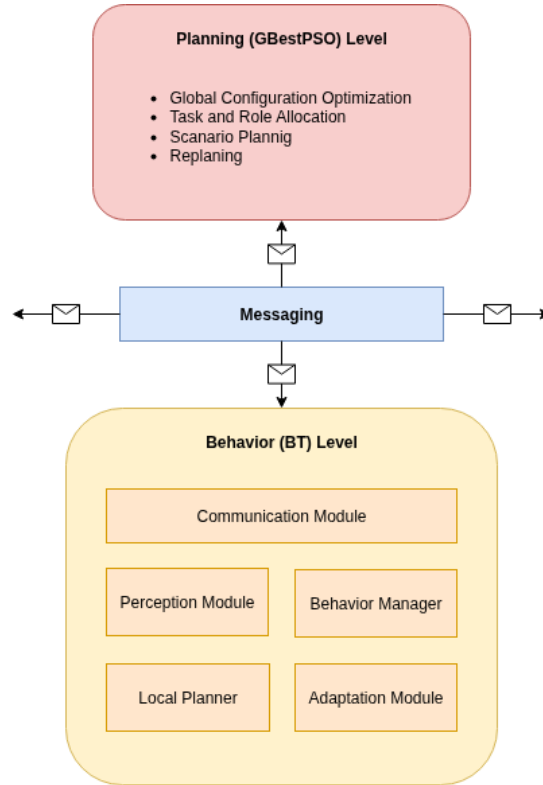 Planning (GBestPSO) Level
• Global Configuration Optimization
• Task and Role Allocation
• Scanario Plannig
• Replaning
Messaging
Behavior (BT) Level
Communication Module
Perception Module
Behavior Manager
Local Planner
Adaptation Module